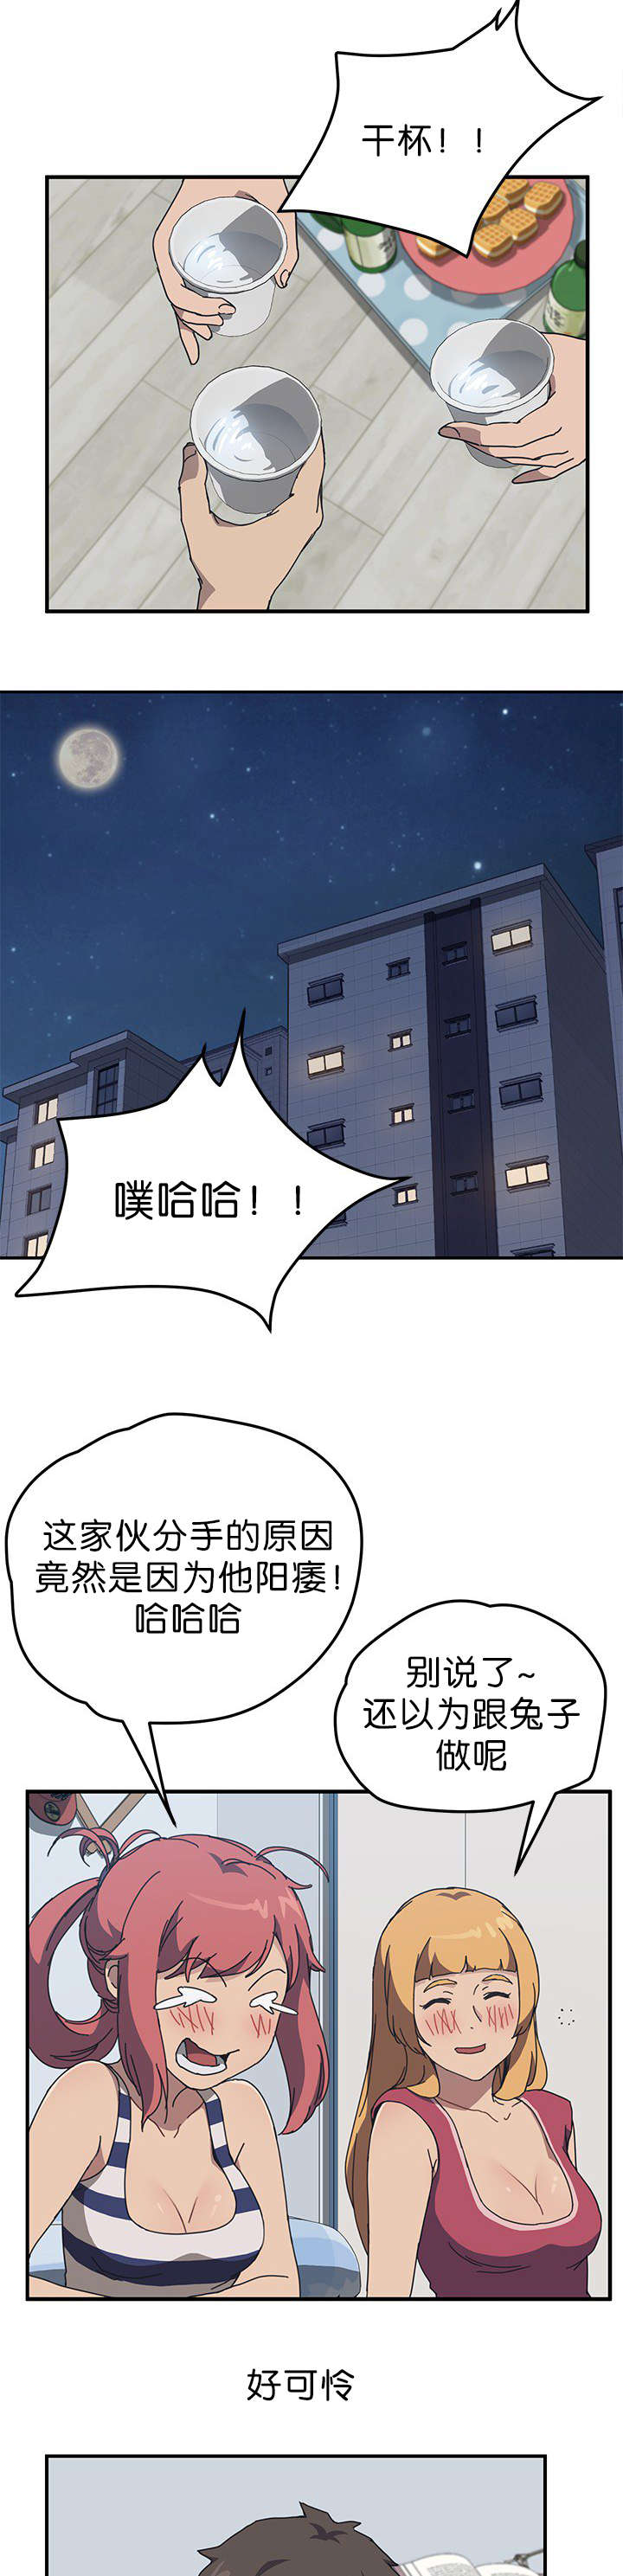 干杯！！
噗哈哈！！
这家伙分手的原因
竟然是因为他阳痿！
哈哈哈
别说了~
还以为跟兔子
做呢
好可怜